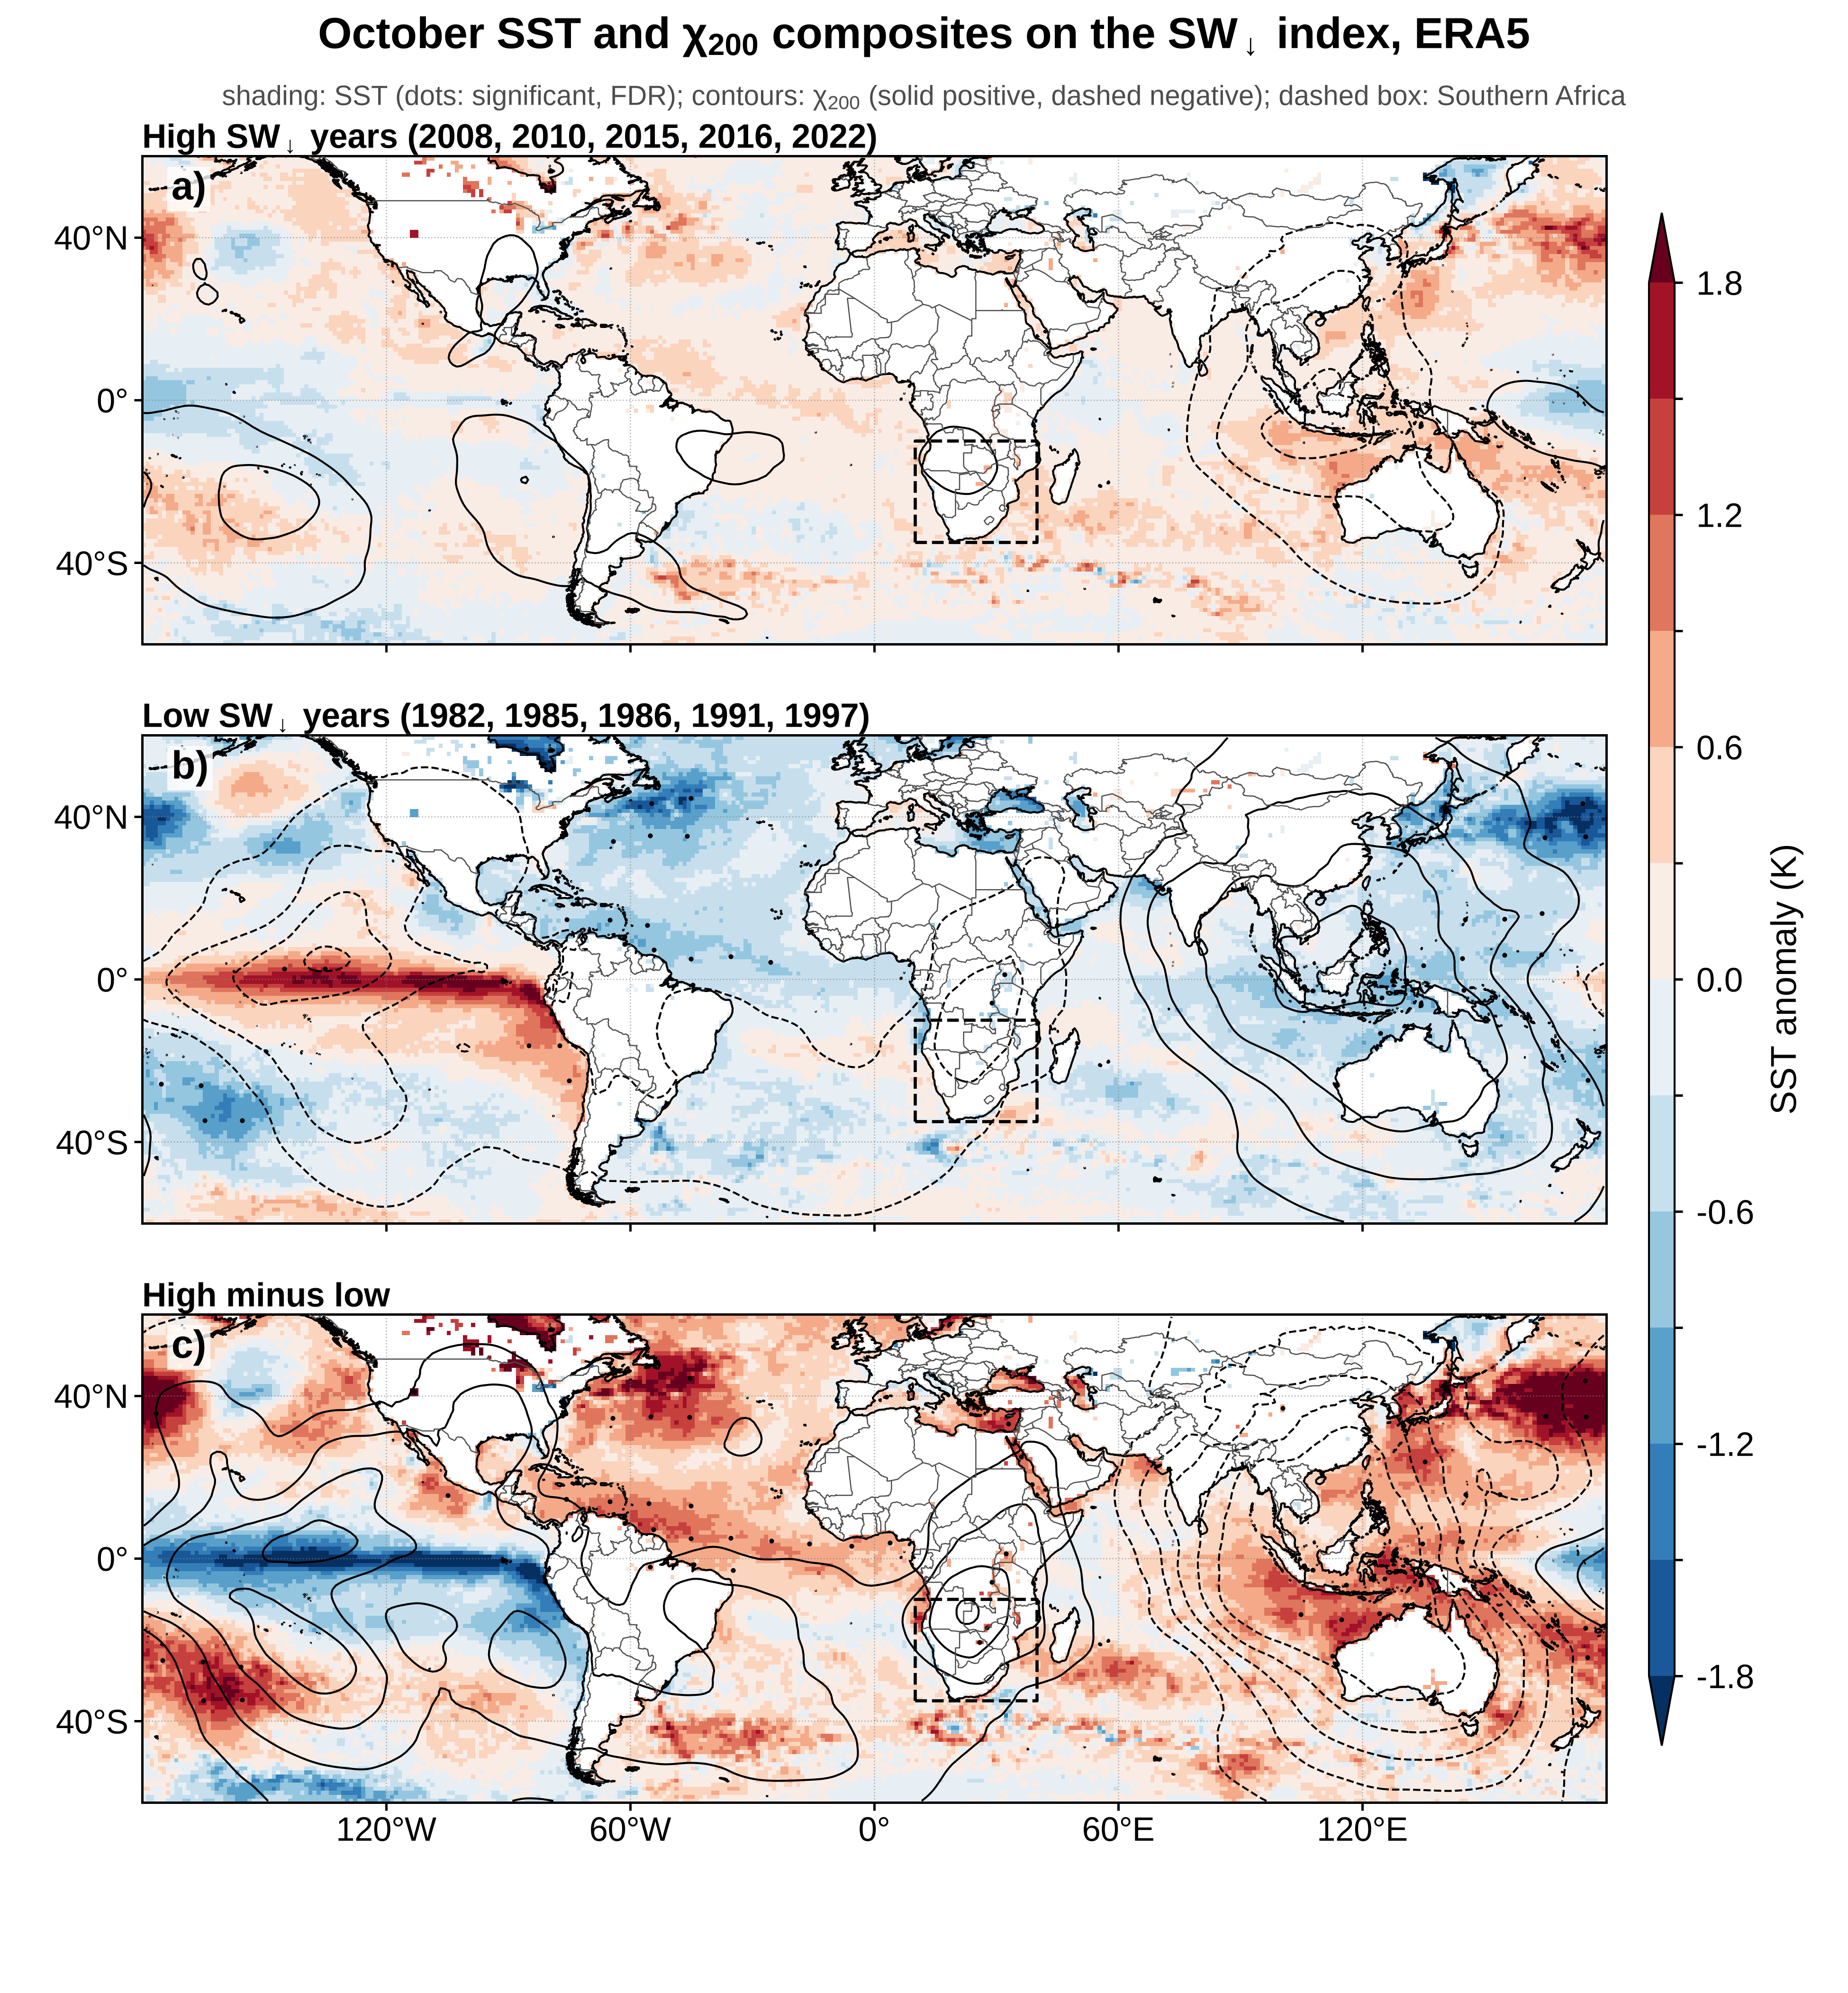 October SST and χ₂₀₀ composites on the SW↓ index, ERA5
shading: SST (dots: significant, FDR); contours: χ₂₀₀ (solid positive, dashed negative); dashed box: Southern Africa
High SW↓ years (2008, 2010, 2015, 2016, 2022)
a)
40°N
0°
40°S
Low SW↓ years (1982, 1985, 1986, 1991, 1997)
b)
40°N
0°
40°S
High minus low
c)
40°N
0°
40°S
120°W 60°W 0° 60°E 120°E
1.8
1.2
0.6
0.0
-0.6
-1.2
-1.8
SST anomaly (K)